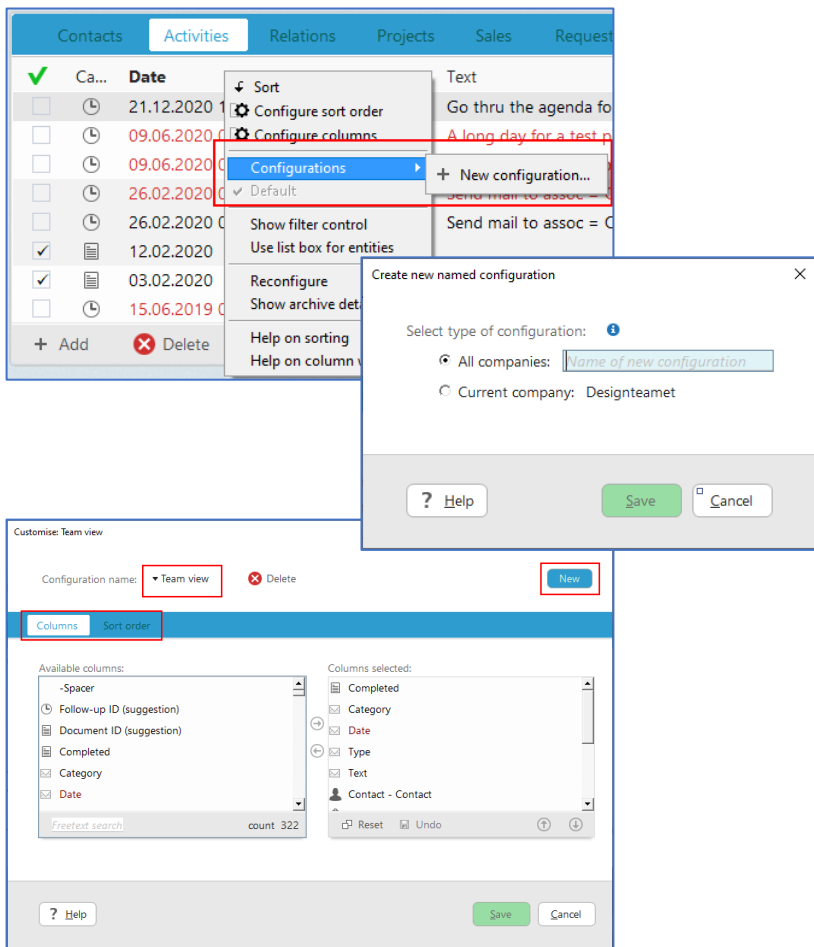 Contacts Activities Relations Projects Sales Request
Ca... Date Text
21.12.2020 1 Go thru the agenda fo
09.06.2020 0 A long day for a test p
09.06.2020 0
26.02.2020 0 Send mail to assoc = C
26.02.2020 0 Send mail to assoc = C
12.02.2020
03.02.2020
15.06.2019 0
+ Add Delete
Sort
Configure sort order
Configure columns
Configurations
Default
Show filter control
Use list box for entities
Reconfigure
Show archive deta
Help on sorting
Help on column
+ New configuration...
Create new named configuration
Select type of configuration:
All companies: Name of new configuration
Current company: Designteamet
? Help Save Cancel
Customise: Team view
Configuration name: Team view Delete New
Columns Sort order
Available columns: Columns selected:
-Spacer Completed
Follow-up ID (suggestion) Category
Document ID (suggestion) Date
Completed Type
Category Text
Date Contact - Contact
Freetext search count 322 Reset Undo
? Help Save Cancel